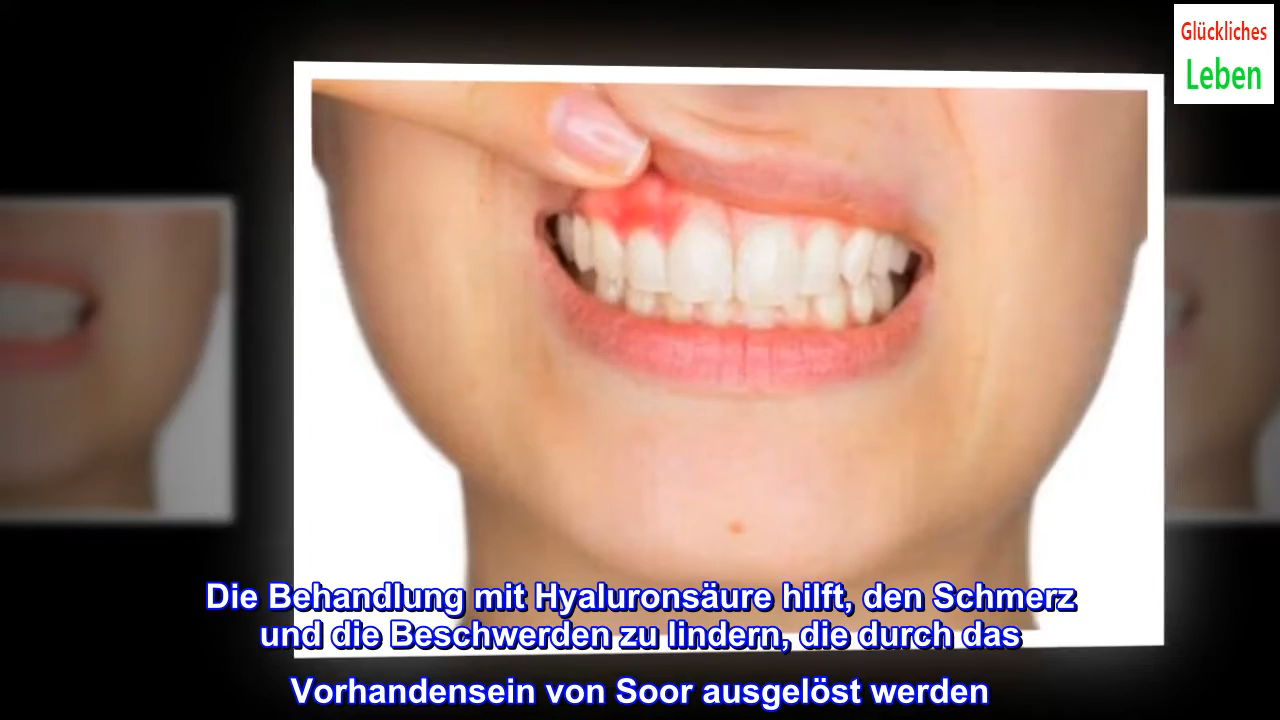 Glückliches
Leben
Die Behandlung mit Hyaluronsäure hilft, den Schmerz
und die Beschwerden zu lindern, die durch das
Vorhandensein von Soor ausgelöst werden